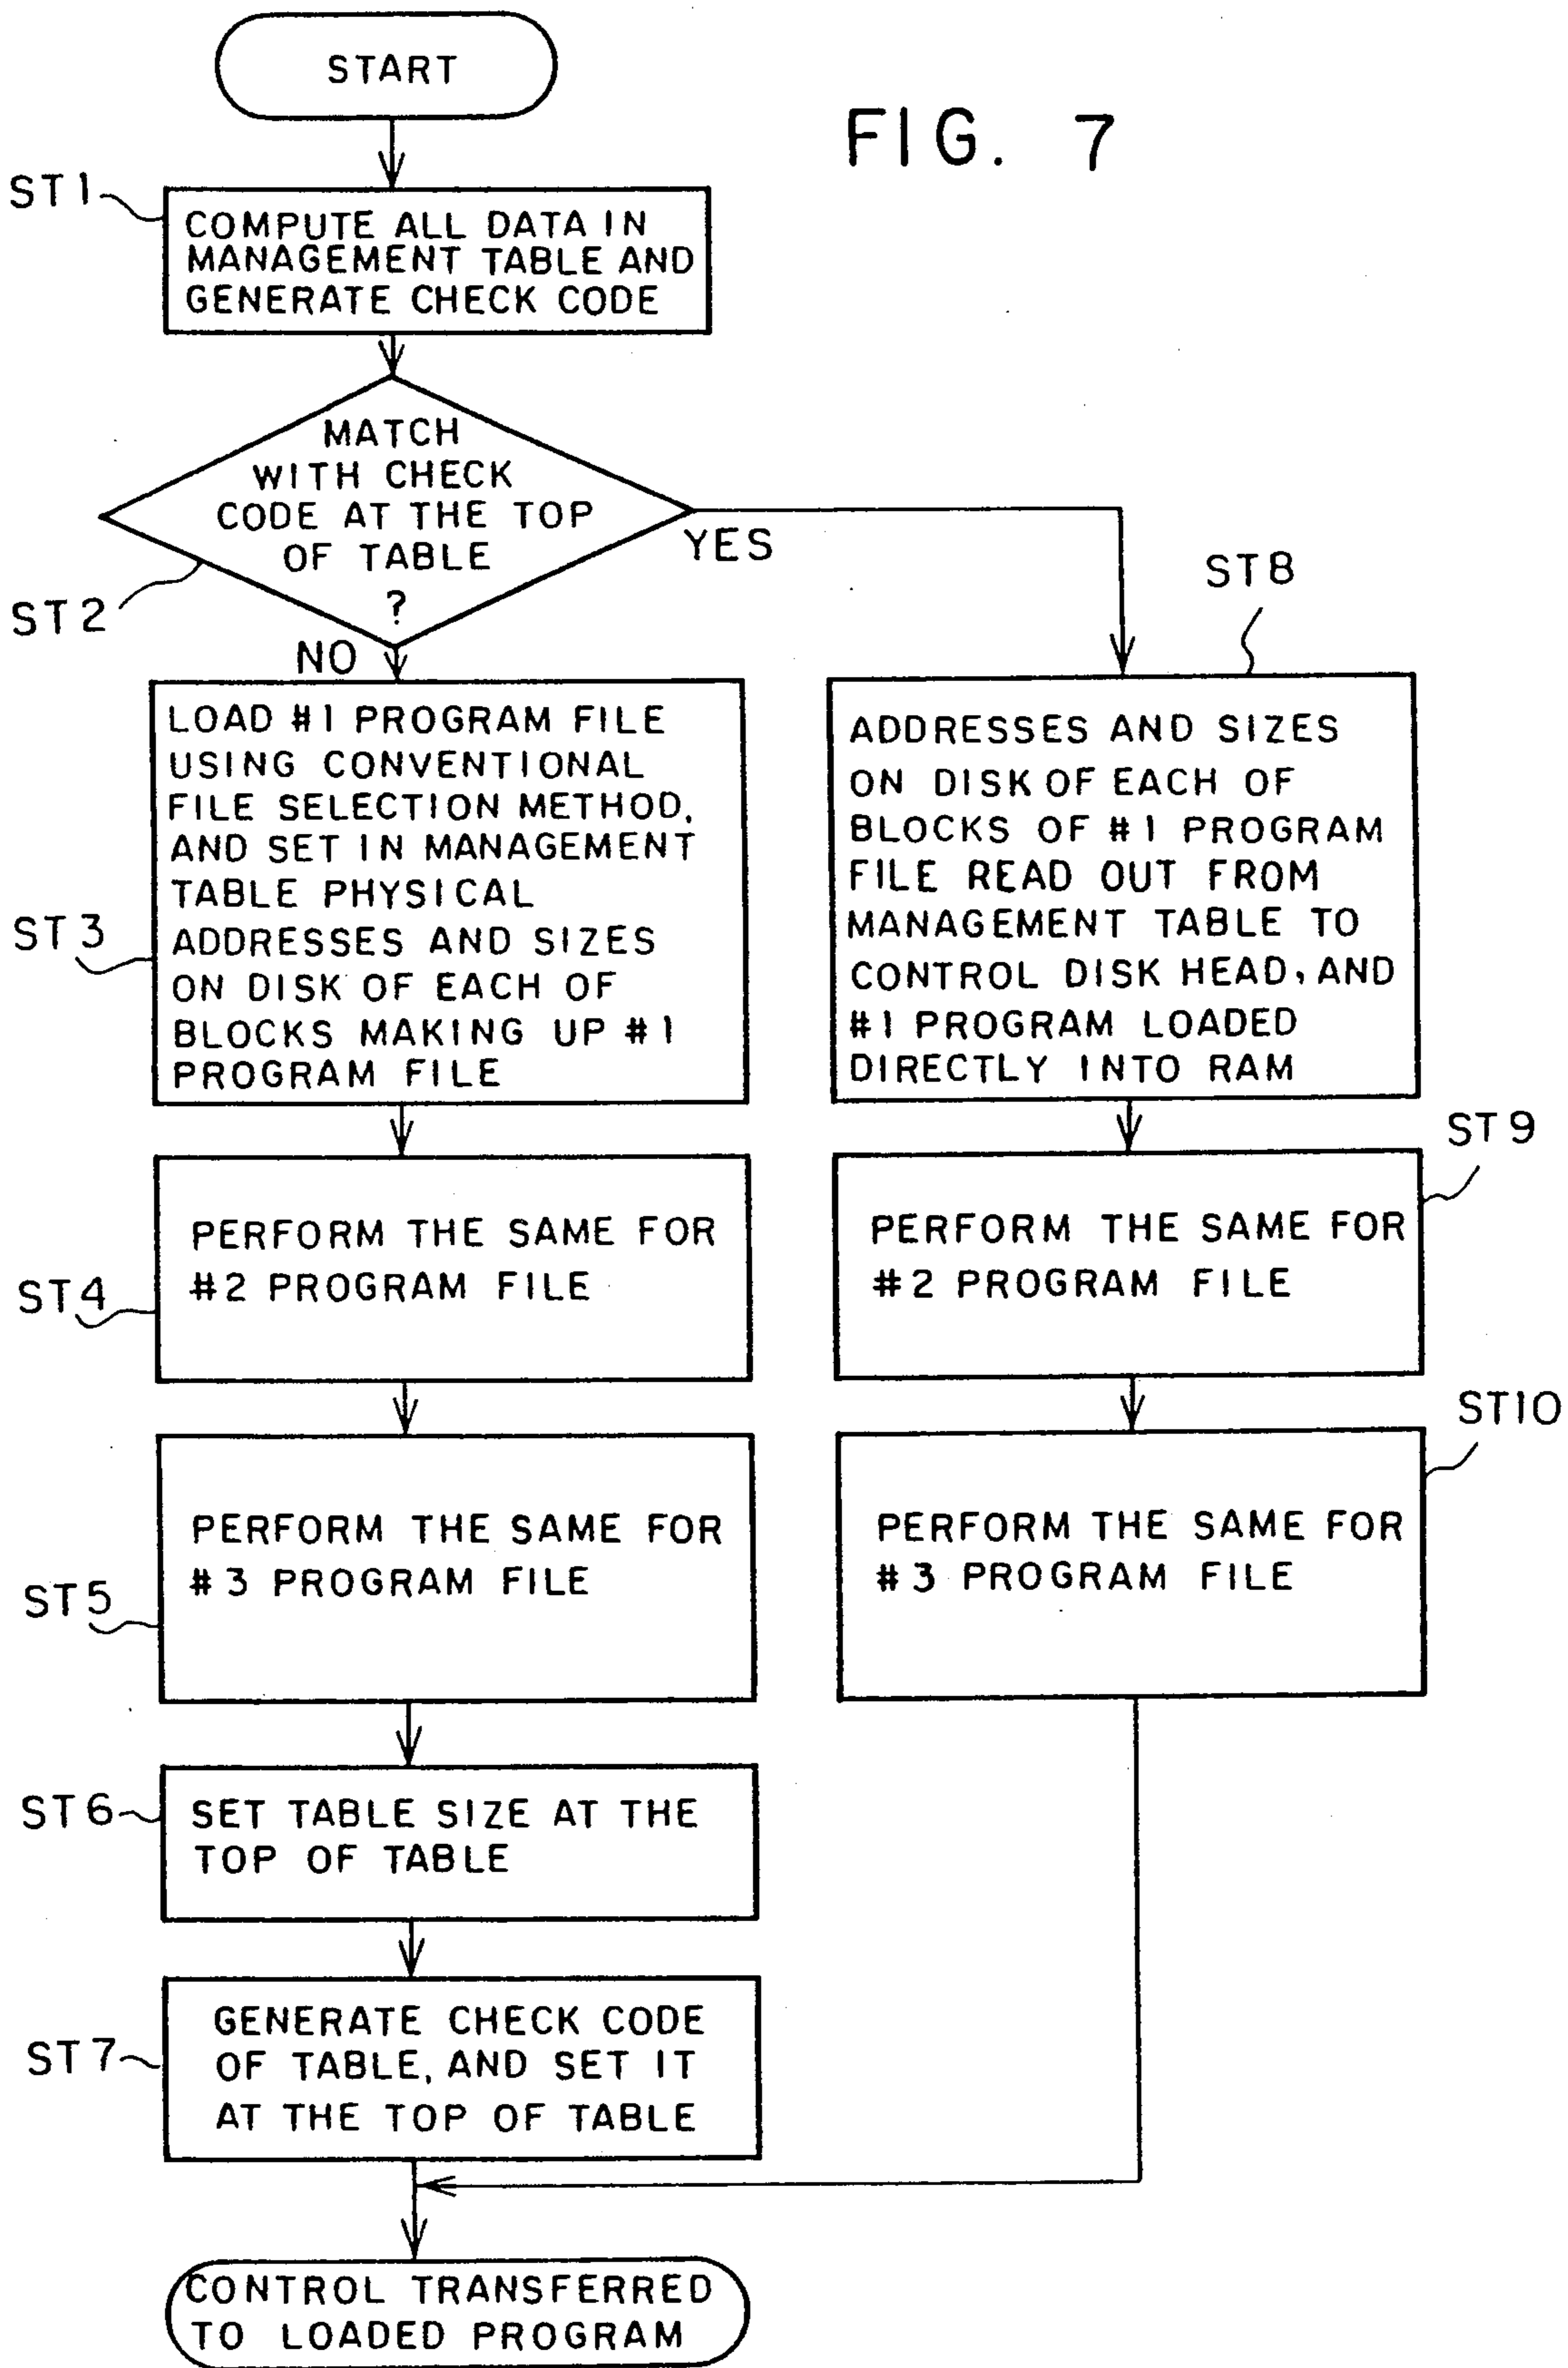 START
FIG. 7
ST1
COMPUTE ALL DATA IN
MANAGEMENT TABLE AND
GENERATE CHECK CODE
MATCH
WITH CHECK
CODE AT THE TOP
OF TABLE
?
YES
ST2
NO
ST3
LOAD #1 PROGRAM FILE
USING CONVENTIONAL
FILE SELECTION METHOD,
AND SET IN MANAGEMENT
TABLE PHYSICAL
ADDRESSES AND SIZES
ON DISK OF EACH OF
BLOCKS MAKING UP #1
PROGRAM FILE
ST4
PERFORM THE SAME FOR
#2 PROGRAM FILE
ST5
PERFORM THE SAME FOR
#3 PROGRAM FILE
ST6
SET TABLE SIZE AT THE
TOP OF TABLE
ST7
GENERATE CHECK CODE
OF TABLE, AND SET IT
AT THE TOP OF TABLE
ST8
ADDRESSES AND SIZES
ON DISK OF EACH OF
BLOCKS OF #1 PROGRAM
FILE READ OUT FROM
MANAGEMENT TABLE TO
CONTROL DISK HEAD, AND
#1 PROGRAM LOADED
DIRECTLY INTO RAM
ST9
PERFORM THE SAME FOR
#2 PROGRAM FILE
ST10
PERFORM THE SAME FOR
#3 PROGRAM FILE
CONTROL TRANSFERRED
TO LOADED PROGRAM